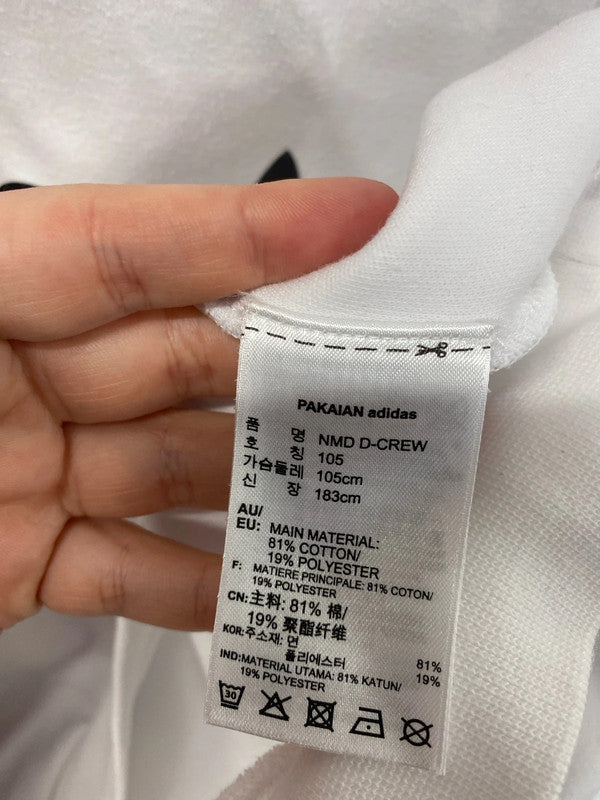 PAKAIAN adidas
품 명 NMD D-CREW
호 칭 105
가슴둘레 105cm
신 장 183cm
AU/
EU: MAIN MATERIAL:
81% COTTON/
19% POLYESTER
F: MATIERE PRINCIPALE: 81% COTON/
19% POLYESTER
CN: 主料: 81% 棉/
19% 聚酯纤维
KOR: 주소재: 면 81%
폴리에스터 19%
IND: MATERIAL UTAMA: 81% KATUN/
19% POLYESTER
30